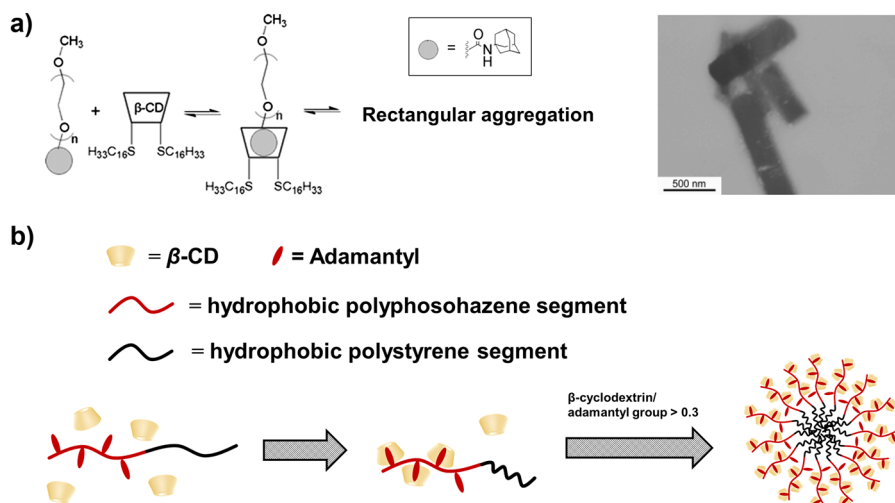 a)
CH₃
O
O
n
+
β-CD
H₃₃C₁₆S
SC₁₆H₃₃
CH₃
O
O
n
H₃₃C₁₆S
SC₁₆H₃₃
=
O
N
H
Rectangular aggregation
500 nm
b)
= β-CD
= Adamantyl
= hydrophobic polyphosohazene segment
= hydrophobic polystyrene segment
β-cyclodextrin/
adamantyl group > 0.3